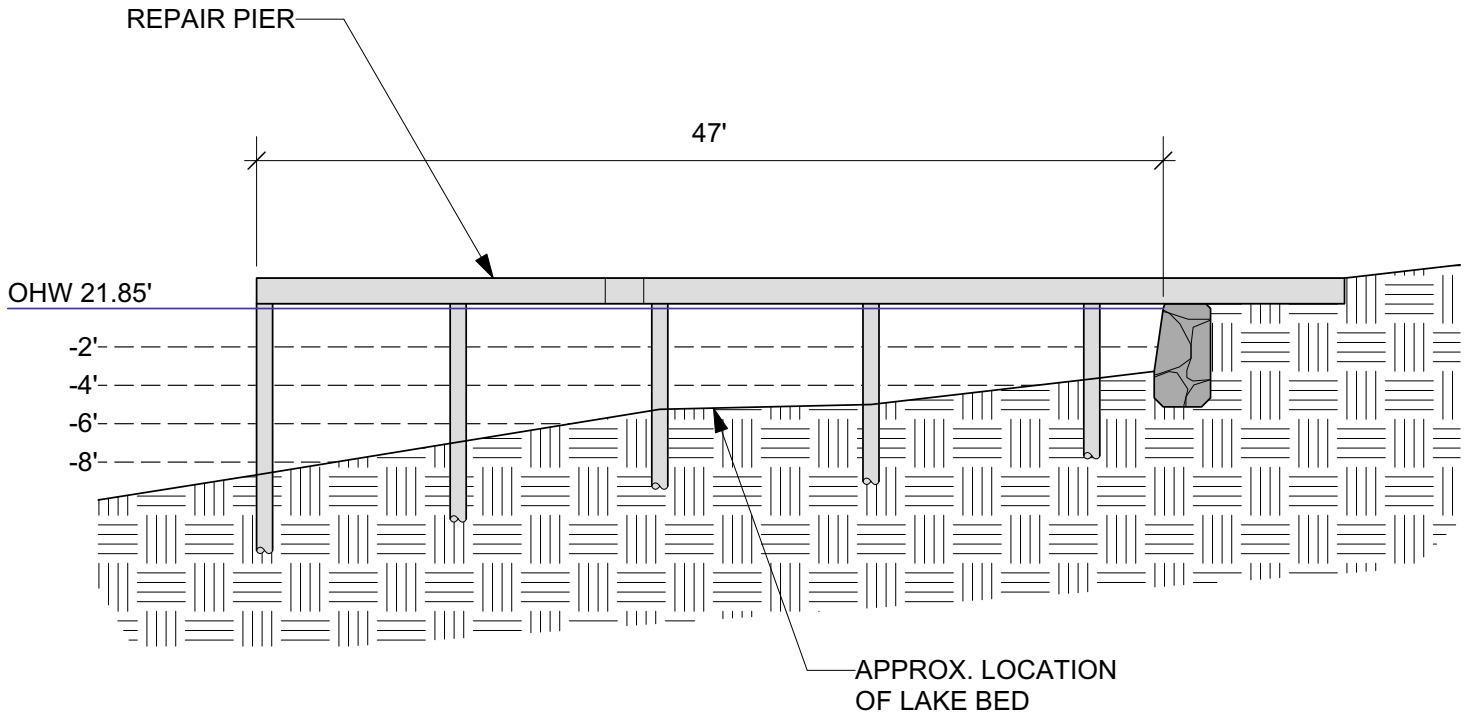 REPAIR PIER
47'
OHW 21.85'
-2'
-4'
-6'
-8'
APPROX. LOCATION
OF LAKE BED